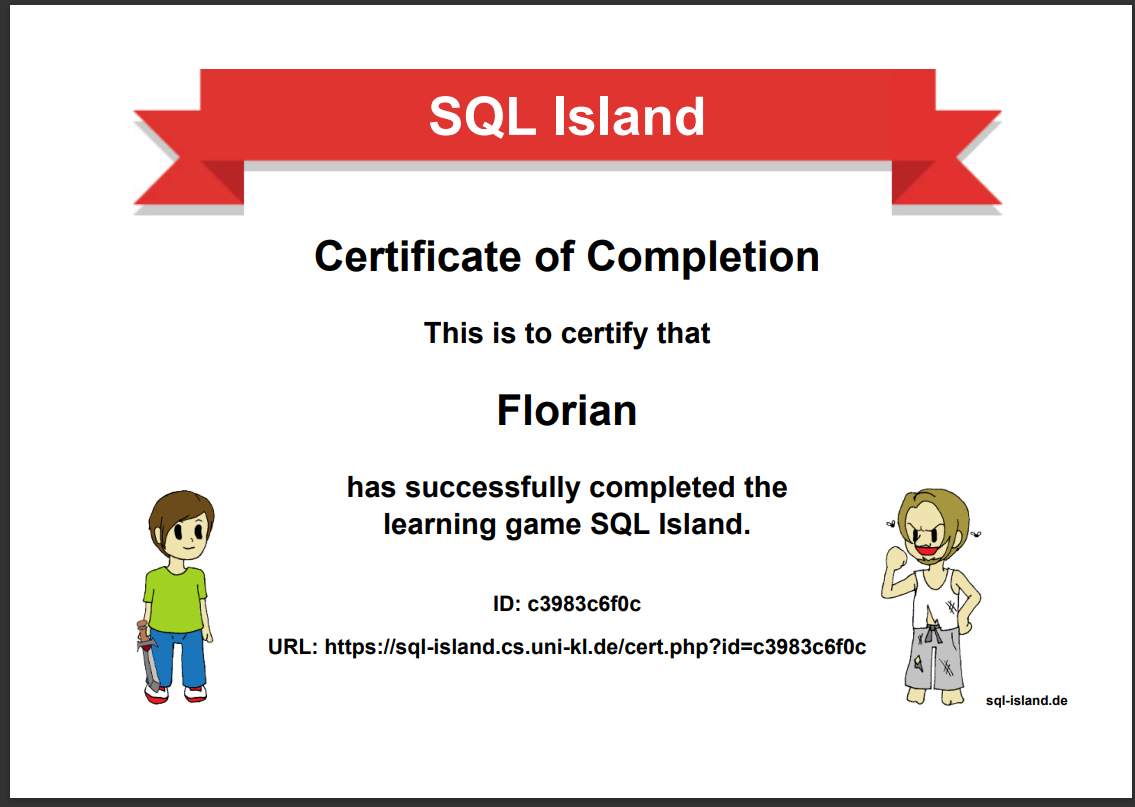 SQL Island
Certificate of Completion
This is to certify that
Florian
has successfully completed the
learning game SQL Island.
ID: c3983c6f0c
URL: https://sql-island.cs.uni-kl.de/cert.php?id=c3983c6f0c
sql-island.de